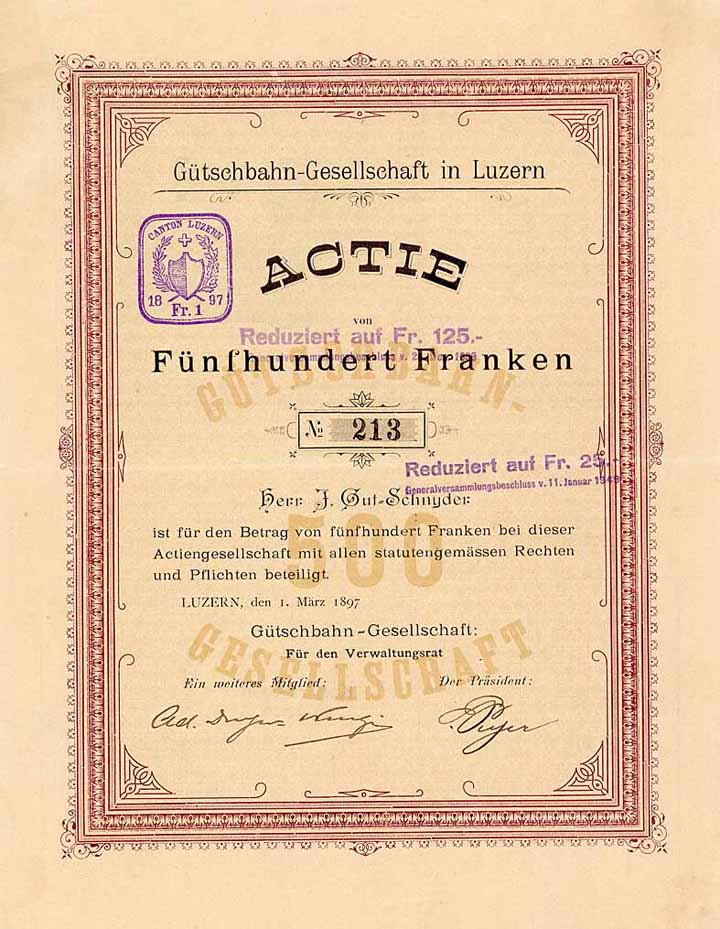 Gütschbahn-Gesellschaft in Luzern
CANTON LUZERN
18 97
Fr. 1
ACTIE
von
Reduziert auf Fr. 125.-
Fünfhundert Franken
GÜTSCHBAHN-
No 213
Reduziert auf Fr. 25.-
Generalversammlungsbeschluss v. 11. Januar 1949
Herr J. Gut-Schnyder
500
ist für den Betrag von fünfhundert Franken bei dieser
Actiengesellschaft mit allen statutengemässen Rechten
und Pflichten beteiligt.
LUZERN, den 1. März 1897
Gütschbahn-Gesellschaft:
Für den Verwaltungsrat
GESELLSCHAFT
Ein weiteres Mitglied: Der Präsident: